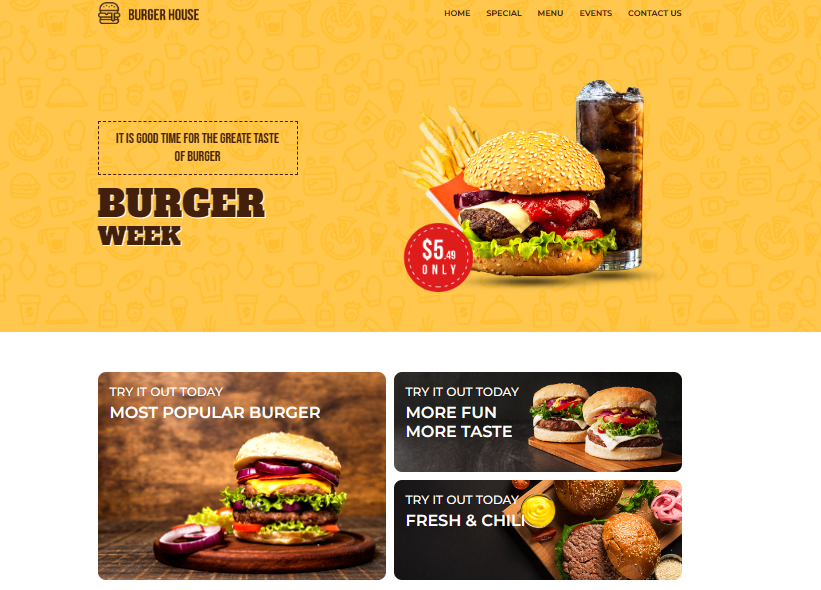 BURGER HOUSE
HOME SPECIAL MENU EVENTS CONTACT US
IT IS GOOD TIME FOR THE GREATE TASTE
OF BURGER
BURGER
WEEK
$5.49
ONLY
TRY IT OUT TODAY
MOST POPULAR BURGER
TRY IT OUT TODAY
MORE FUN
MORE TASTE
TRY IT OUT TODAY
FRESH & CHILI